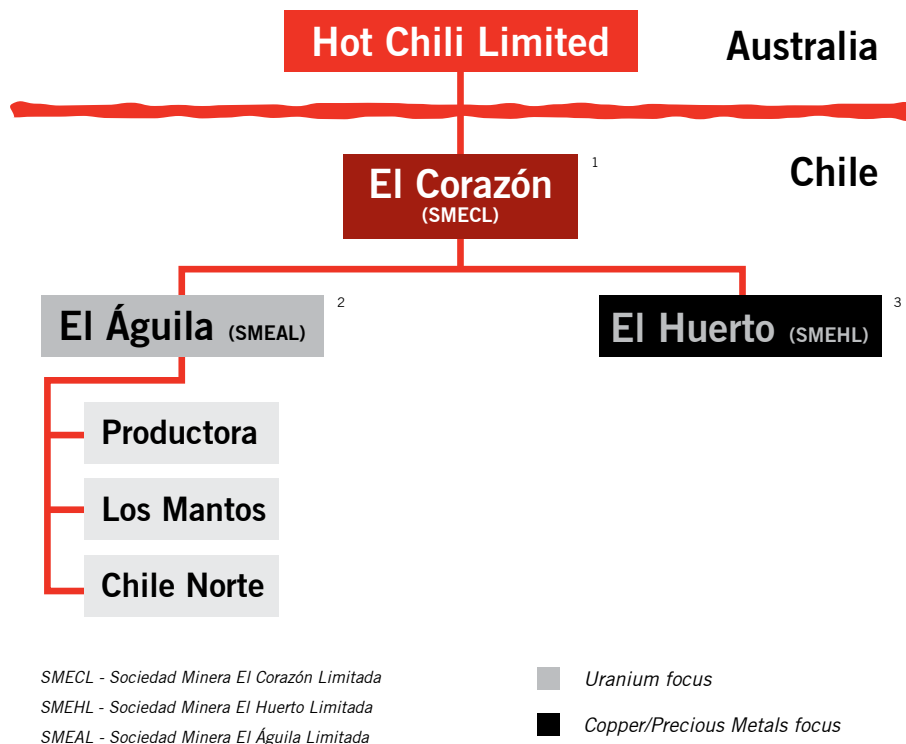 Hot Chili Limited
Australia
El Corazón
(SMECL)
1
Chile
El Águila (SMEAL)
2
El Huerto (SMEHL)
3
Productora
Los Mantos
Chile Norte
SMECL - Sociedad Minera El Corazón Limitada
SMEHL - Sociedad Minera El Huerto Limitada
SMEAL - Sociedad Minera El Águila Limitada
Uranium focus
Copper/Precious Metals focus